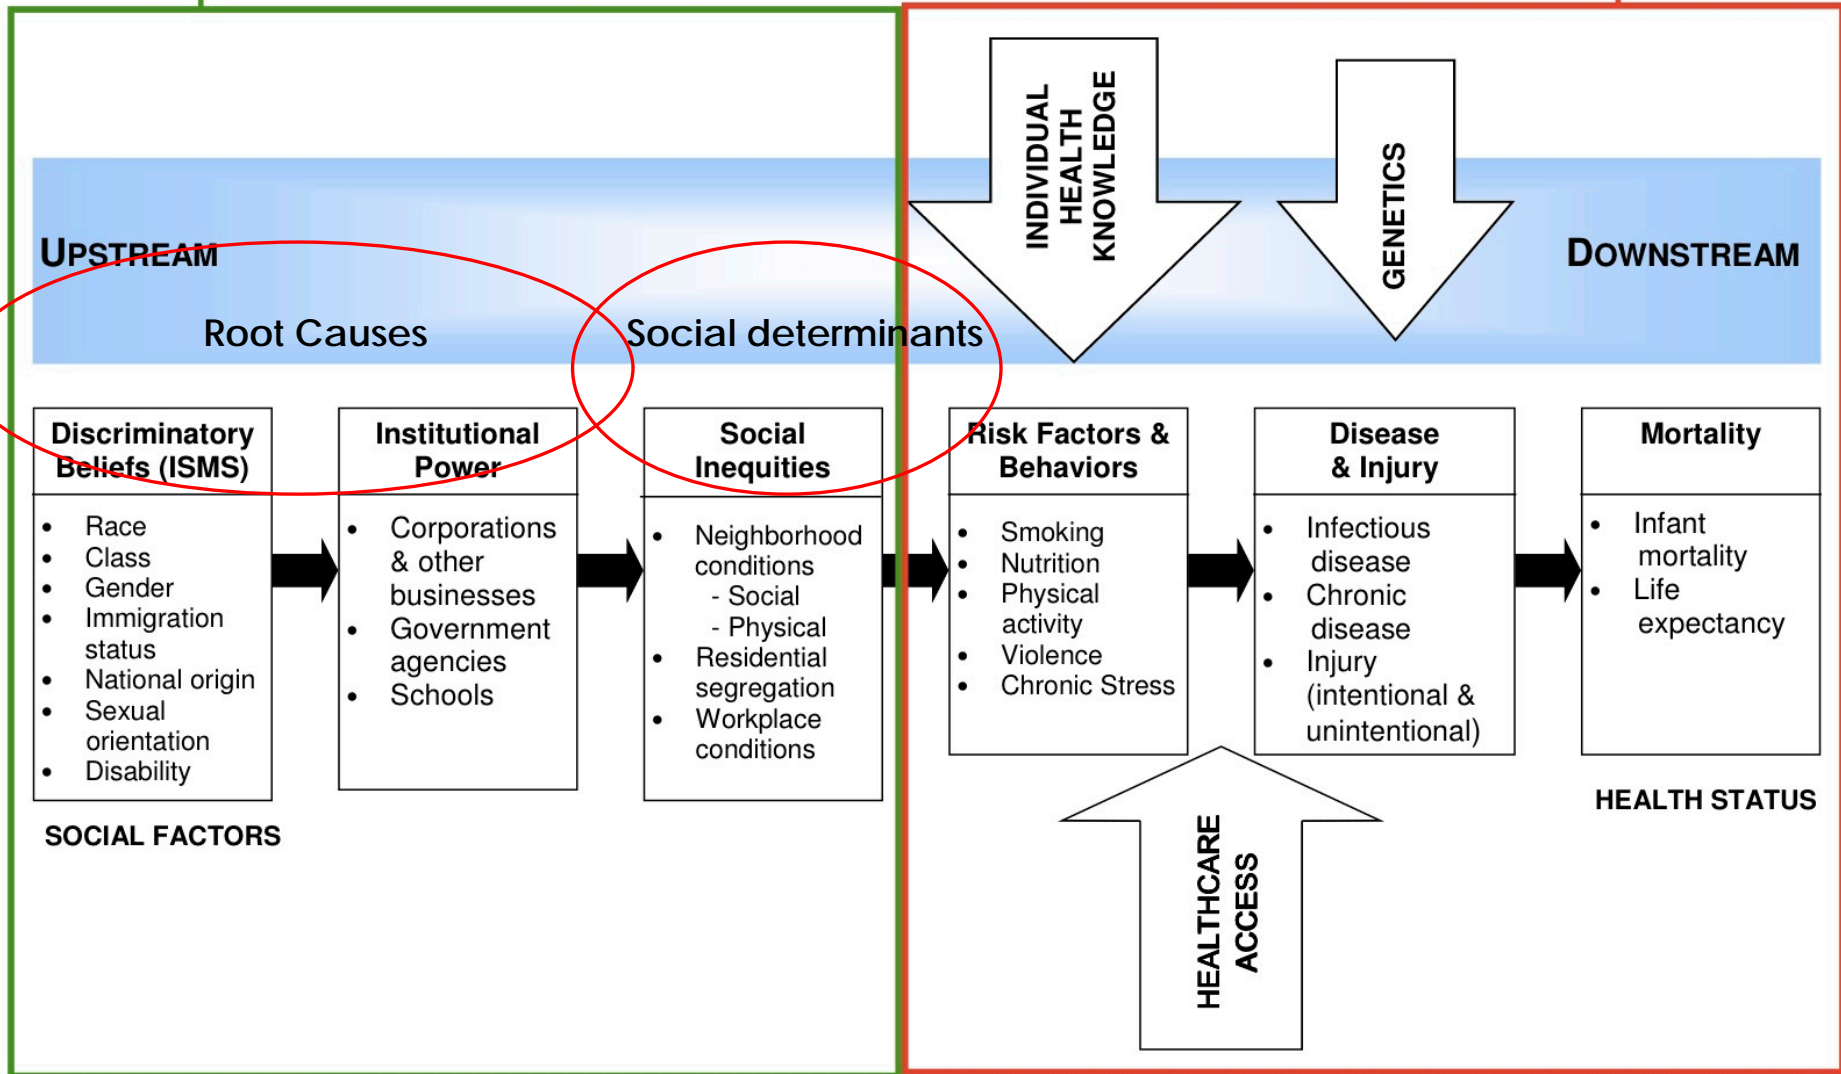 INDIVIDUAL
HEALTH
KNOWLEDGE
GENETICS
UPSTREAM
DOWNSTREAM
Root Causes
Social determinants
Discriminatory
Beliefs (ISMS)
• Race
• Class
• Gender
• Immigration
status
• National origin
• Sexual
orientation
• Disability
SOCIAL FACTORS
Institutional
Power
• Corporations
& other
businesses
• Government
agencies
• Schools
Social
Inequities
• Neighborhood
conditions
- Social
- Physical
• Residential
segregation
• Workplace
conditions
Risk Factors &
Behaviors
• Smoking
• Nutrition
• Physical
activity
• Violence
• Chronic Stress
Disease
& Injury
• Infectious
disease
• Chronic
disease
• Injury
(intentional &
unintentional)
Mortality
• Infant
mortality
• Life
expectancy
HEALTH STATUS
HEALTHCARE
ACCESS